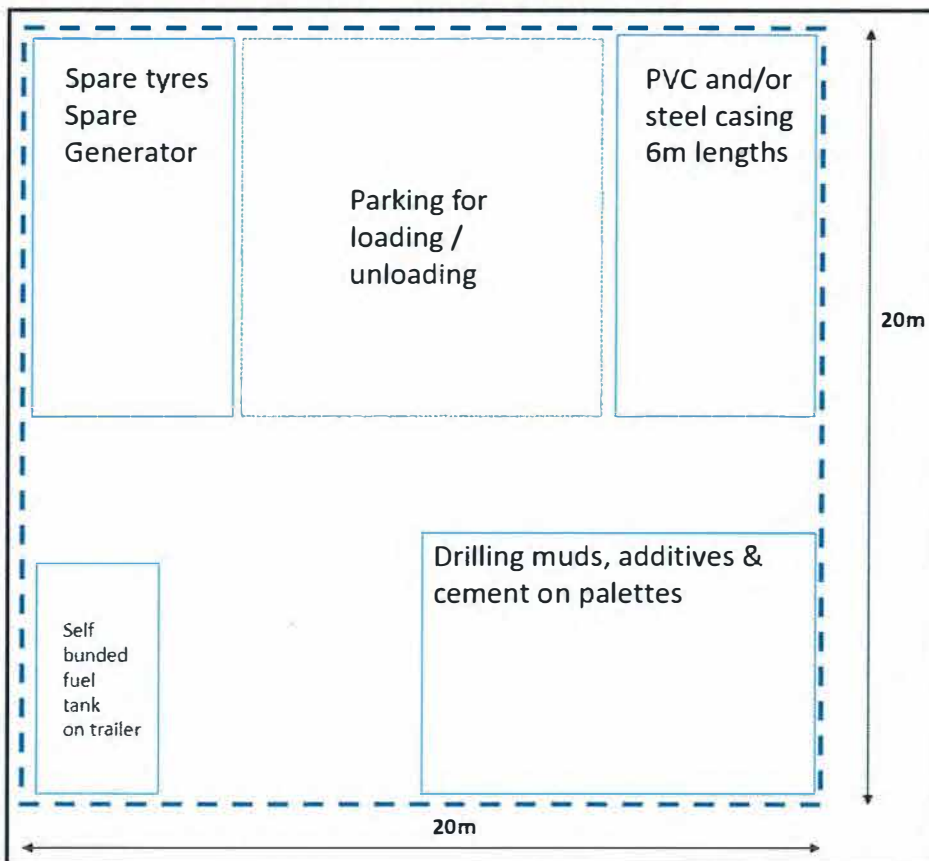 Spare tyres
Spare
Generator
Parking for
loading /
unloading
PVC and/or
steel casing
6m lengths
20m
Self
bunded
fuel
tank
on trailer
Drilling muds, additives &
cement on palettes
20m